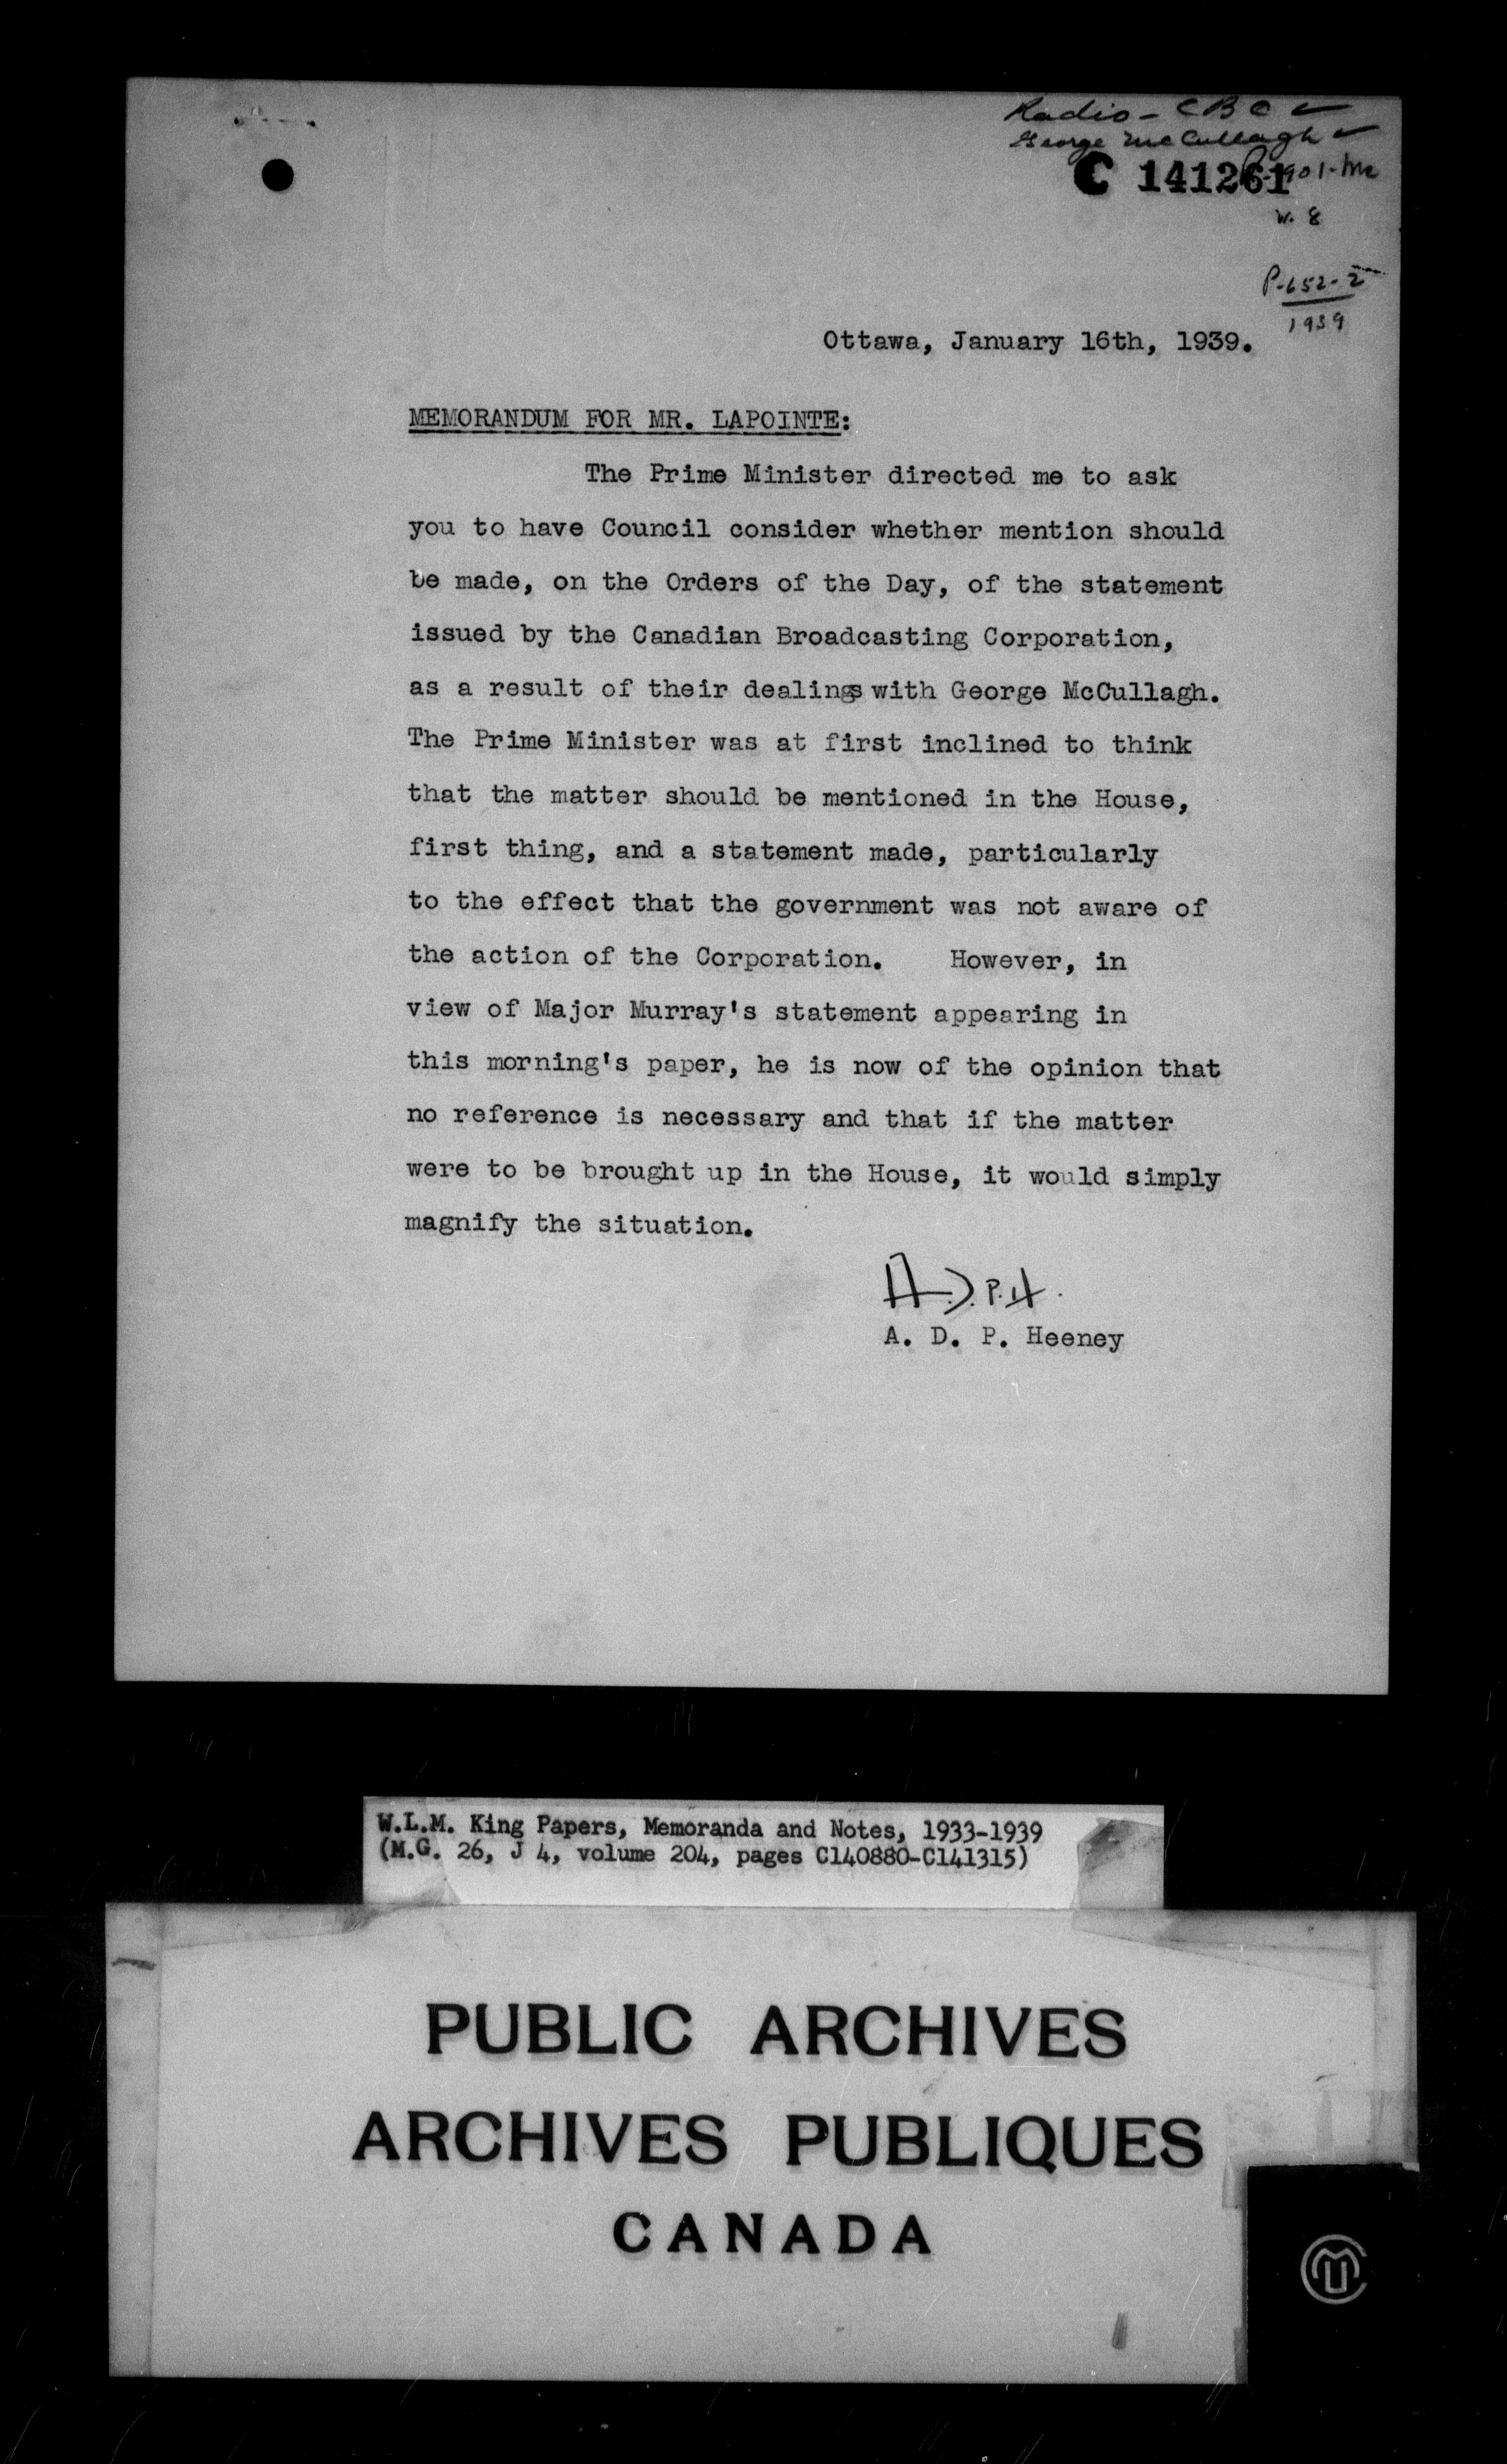 Radio - CBC
George McCullagh
C 141261
W. 8
P-652-2
1939
Ottawa, January 16th, 1939.
MEMORANDUM FOR MR. LAPOINTE:
The Prime Minister directed me to ask
you to have Council consider whether mention should
be made, on the Orders of the Day, of the statement
issued by the Canadian Broadcasting Corporation,
as a result of their dealings with George McCullagh.
The Prime Minister was at first inclined to think
that the matter should be mentioned in the House,
first thing, and a statement made, particularly
to the effect that the government was not aware of
the action of the Corporation. However, in
view of Major Murray's statement appearing in
this morning's paper, he is now of the opinion that
no reference is necessary and that if the matter
were to be brought up in the House, it would simply
magnify the situation.
A.D.P.H.
A. D. P. Heeney
W.L.M. King Papers, Memoranda and Notes, 1933-1939
(M.G. 26, J 4, volume 204, pages C140880-C141315)
PUBLIC ARCHIVES
ARCHIVES PUBLIQUES
CANADA